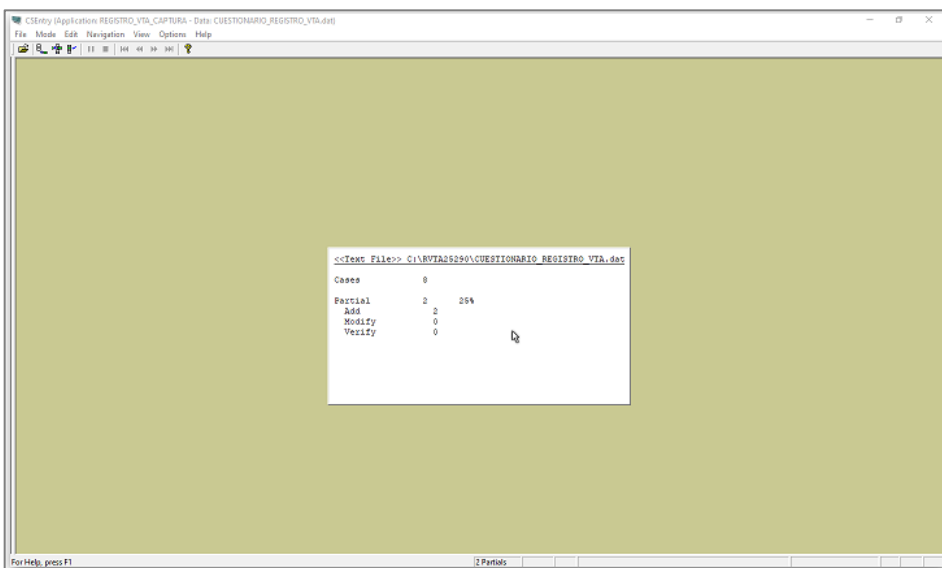 CSEntry (Application: REGISTRO_VTA_CAPTURA - Data: CUESTIONARIO_REGISTRO_VTA.dat)
File Mode Edit Navigation View Options Help
<<Text File>> C:\RVTA25290\CUESTIONARIO_REGISTRO_VTA.dat
Cases 8
Partial 2 25%
Add 2
Modify 0
Verify 0
For Help, press F1
2 Partials